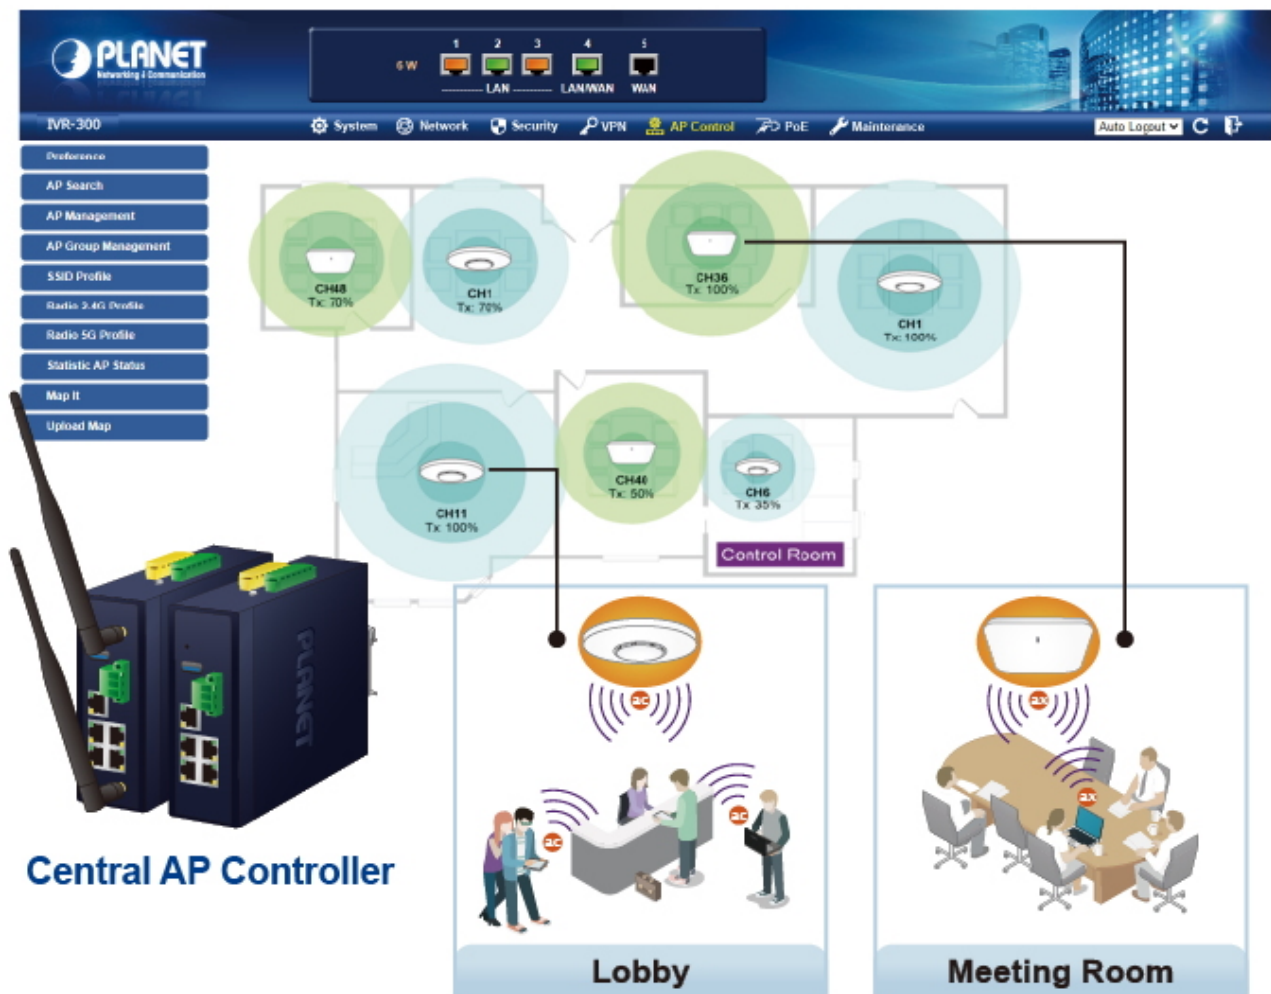 PLANET
Networking & Communication
6 W
1 2 3 4 5
LAN LAN/WAN WAN
IVR-300
System Network Security VPN AP Control PoE Maintenance
Auto Logout
Preference
AP Search
AP Management
AP Group Management
SSID Profile
Radio 2.4G Profile
Radio 5G Profile
Statistic AP Status
Map It
Upload Map
CH48
Tx: 70%
CH1
Tx: 70%
CH36
Tx: 100%
CH1
Tx: 100%
CH11
Tx: 100%
CH40
Tx: 50%
CH6
Tx: 35%
Control Room
PLANET
Central AP Controller
ac
ac
ac
Lobby
ax
ax
Meeting Room